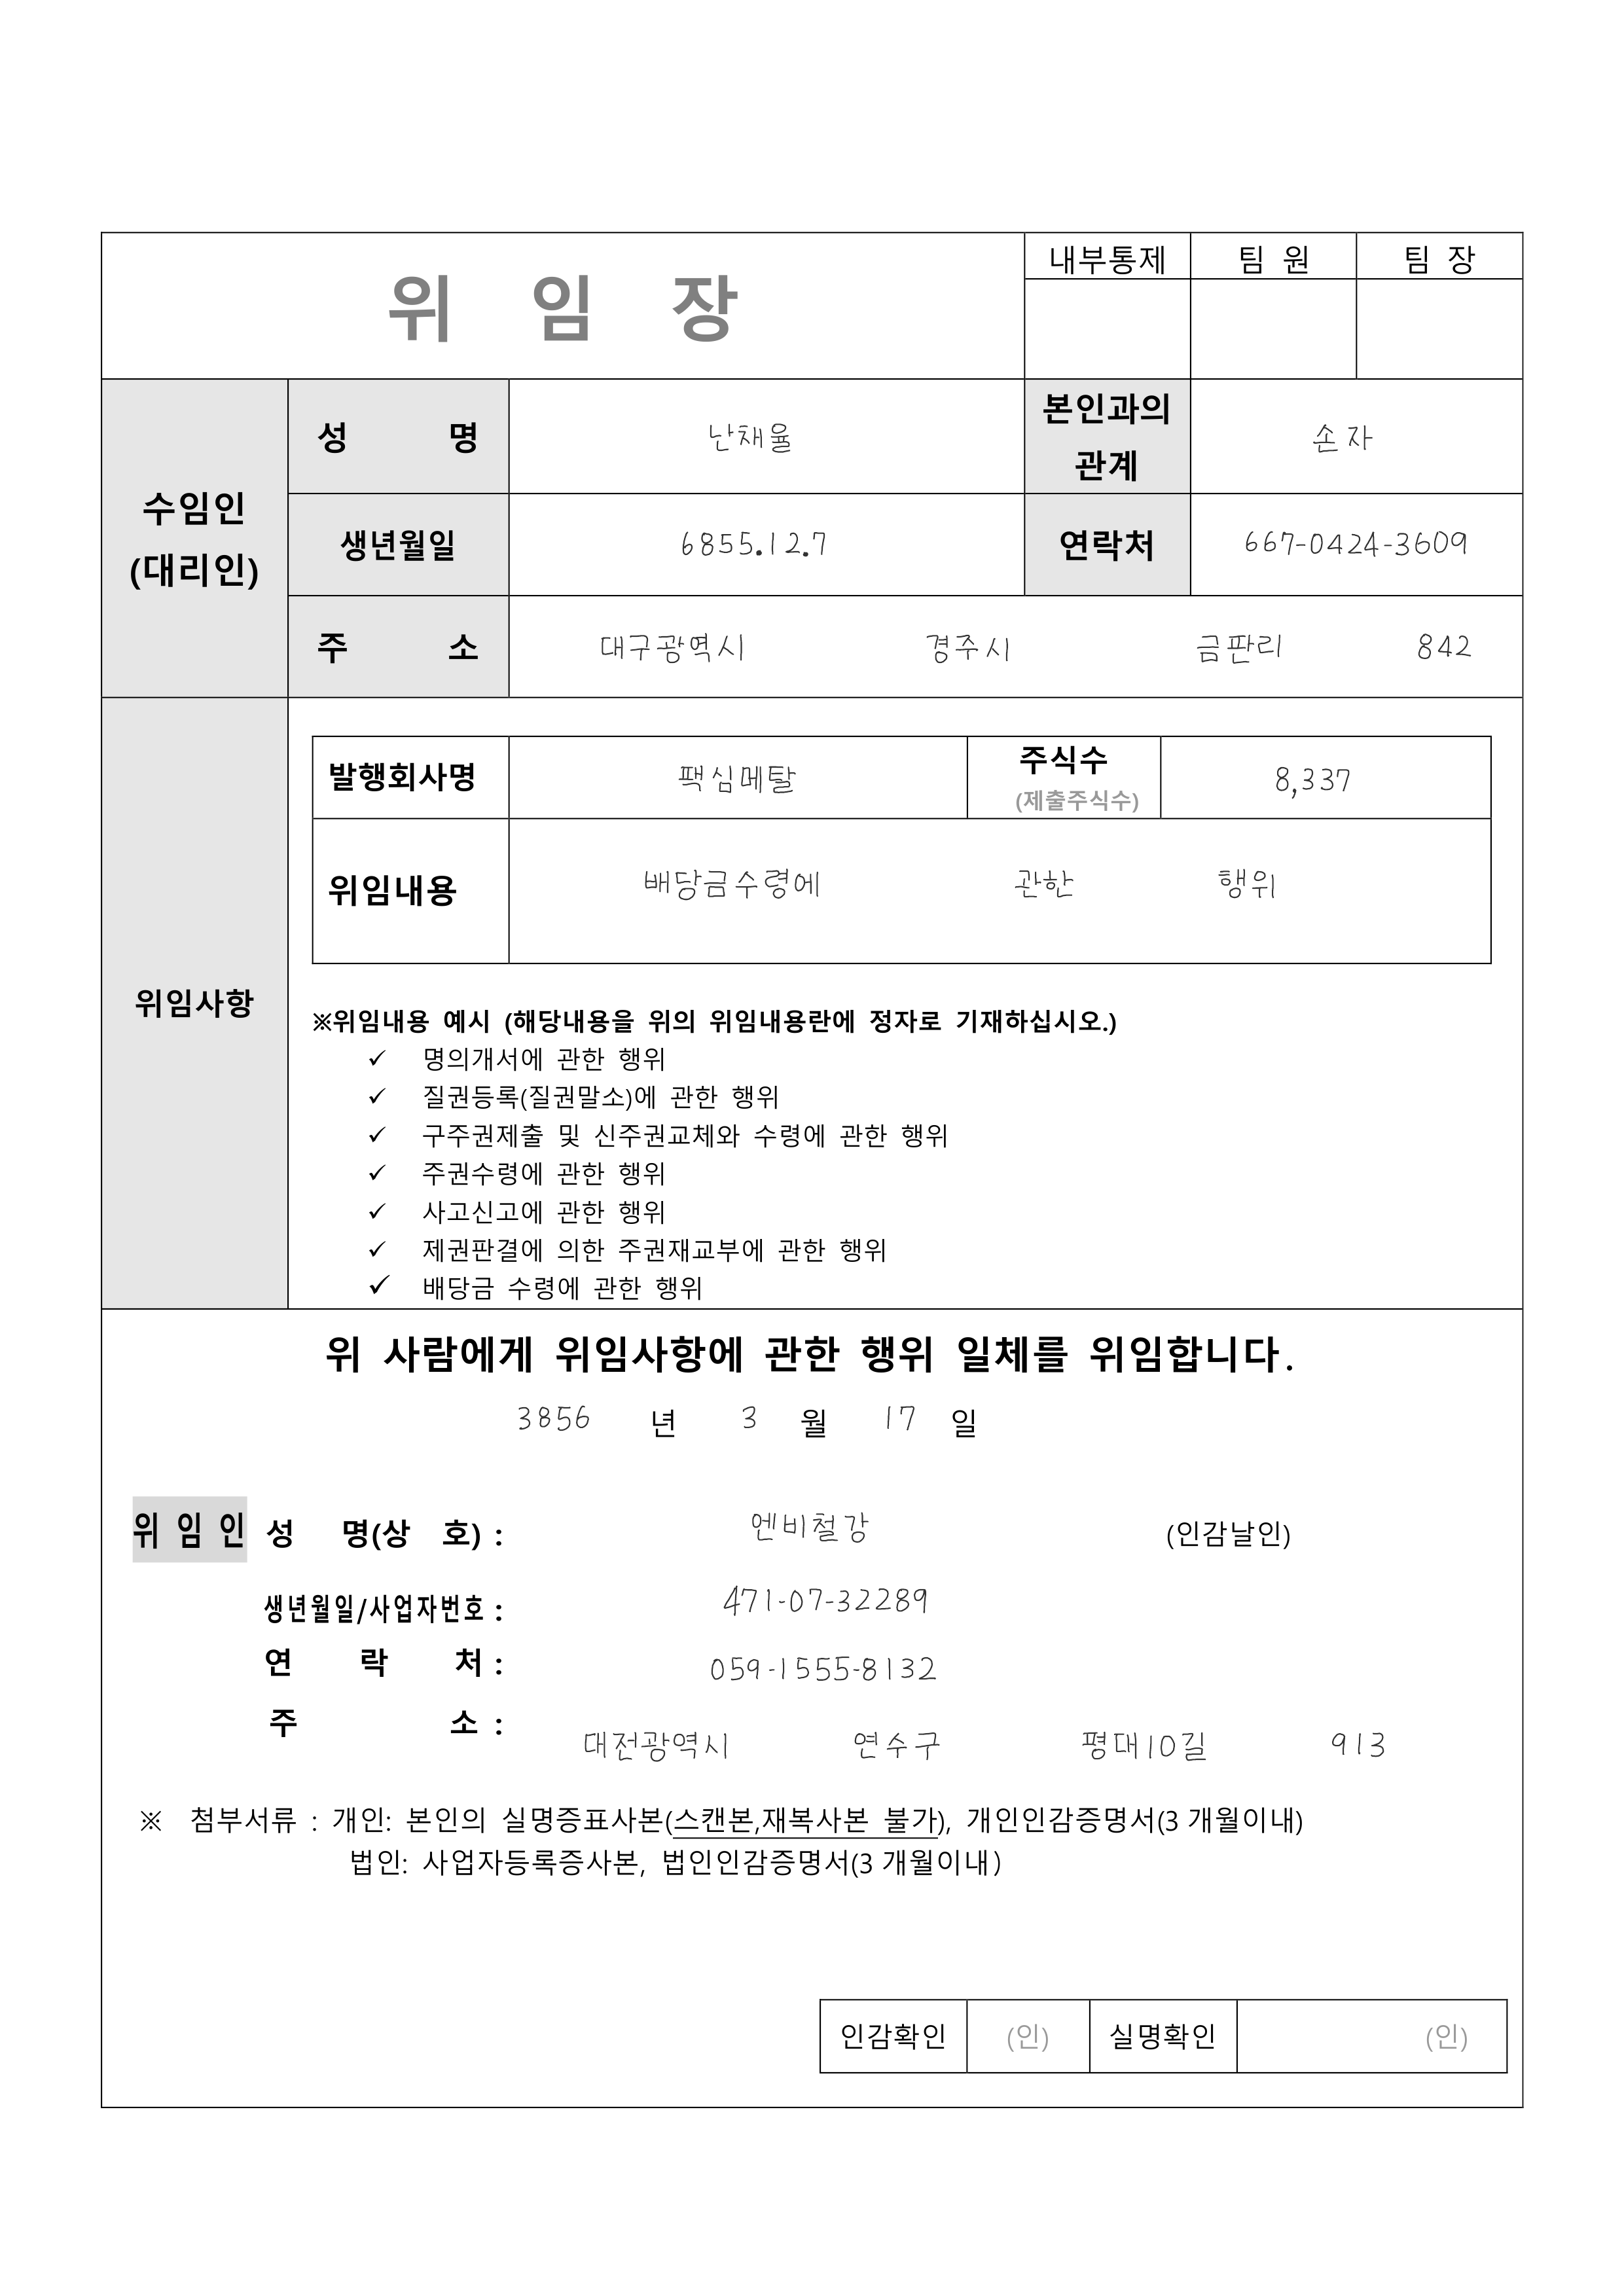 위 임 장
내부통제 팀 원 팀 장
수임인
(대리인)
성 명 난채율 본인과의
관계 손자
생년월일 6855.12.7 연락처 667-0424-3609
주 소 대구광역시 경주시 금판리 842
위임사항
발행회사명 팩심메탈 주식수
(제출주식수) 8,337
위임내용 배당금수령에 관한 행위
※위임내용 예시 (해당내용을 위의 위임내용란에 정자로 기재하십시오.)
✓ 명의개서에 관한 행위
✓ 질권등록(질권말소)에 관한 행위
✓ 구주권제출 및 신주권교체와 수령에 관한 행위
✓ 주권수령에 관한 행위
✓ 사고신고에 관한 행위
✓ 제권판결에 의한 주권재교부에 관한 행위
✓ 배당금 수령에 관한 행위
위 사람에게 위임사항에 관한 행위 일체를 위임합니다.
3856 년 3 월 17 일
위 임 인 성 명(상 호) : 엔비철강 (인감날인)
생년월일/사업자번호 : 471-07-32289
연 락 처 : 059-1555-8132
주 소 : 대전광역시 연수구 평대10길 913
※ 첨부서류 : 개인: 본인의 실명증표사본(스캔본,재복사본 불가), 개인인감증명서(3 개월이내)
법인: 사업자등록증사본, 법인인감증명서(3 개월이내)
인감확인 (인) 실명확인 (인)